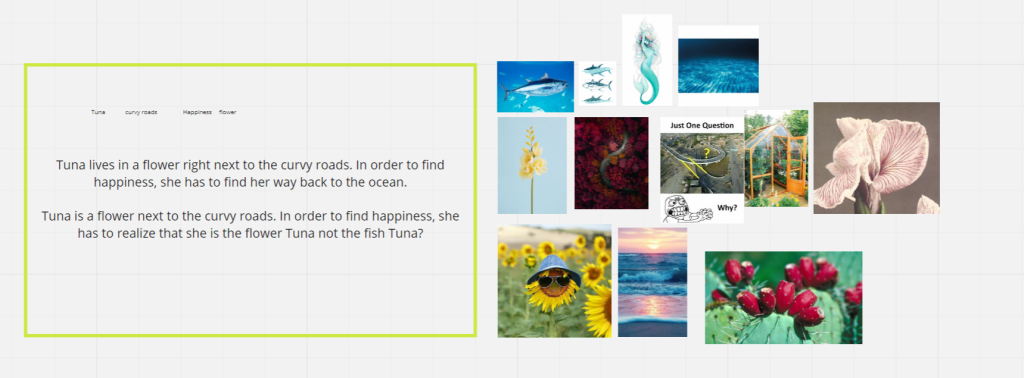 Tuna curvy roads Happiness flower
Tuna lives in a flower right next to the curvy roads. In order to find
happiness, she has to find her way back to the ocean.
Tuna is a flower next to the curvy roads. In order to find happiness, she
has to realize that she is the flower Tuna not the fish Tuna?
Just One Question
?
Why?